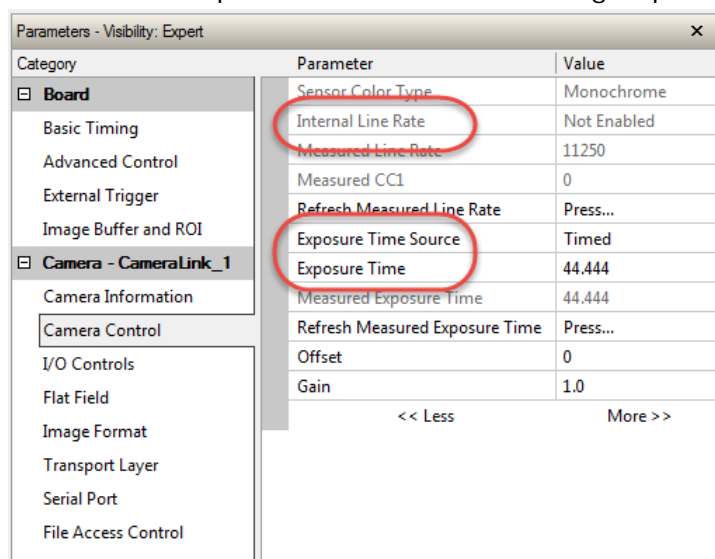 Parameters - Visibility: Expert x
Category Parameter Value
Board Sensor Color Type Monochrome
Basic Timing Internal Line Rate Not Enabled
Advanced Control Measured Line Rate 11250
External Trigger Measured CC1 0
Image Buffer and ROI Refresh Measured Line Rate Press...
Camera - CameraLink_1 Exposure Time Source Timed
Camera Information Exposure Time 44.444
Camera Control Measured Exposure Time 44.444
I/O Controls Refresh Measured Exposure Time Press...
Flat Field Offset 0
Image Format Gain 1.0
Transport Layer << Less More >>
Serial Port
File Access Control